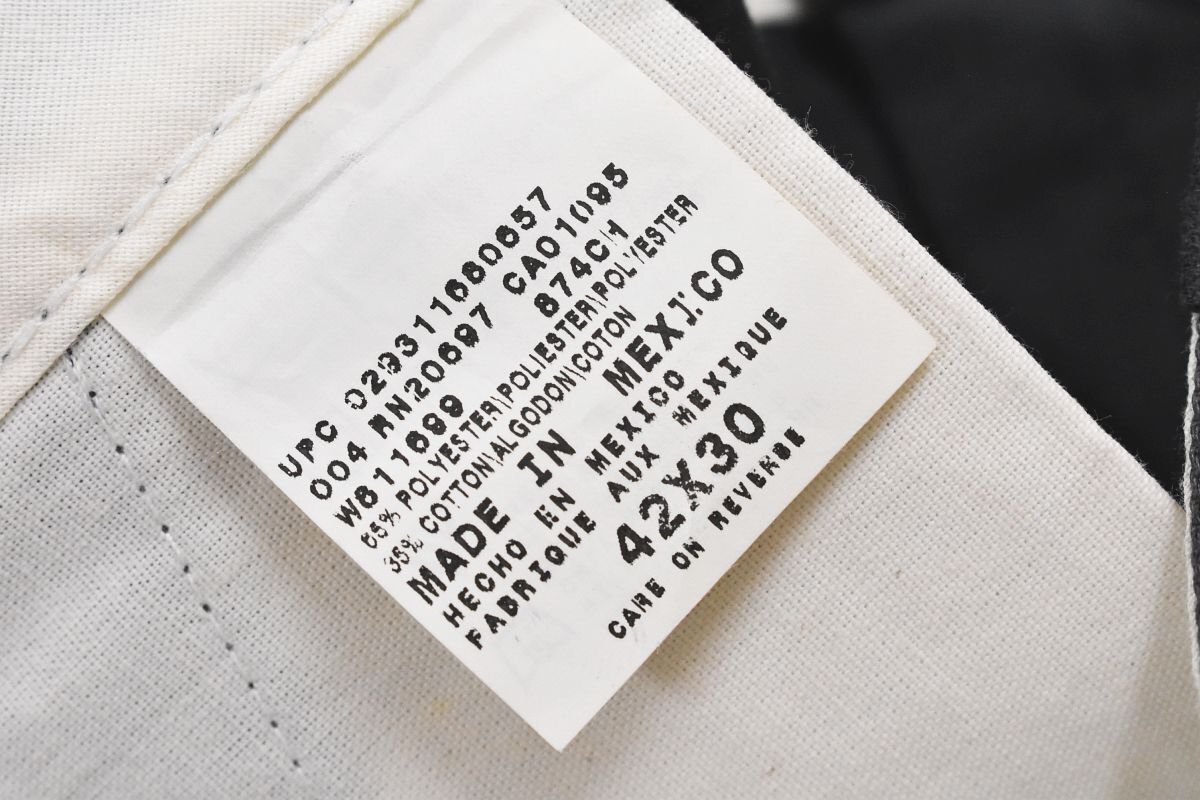 UPC 029311680657
004 RN20697 CA01095
W811699 874CH
65% POLYESTER\POLIESTER\POLYESTER
35% COTTON\ALGODON\COTON
MADE IN MEXICO
HECHO EN MEXICO
FABRIQUE AUX MEXIQUE
42X30
CARE ON REVERSE